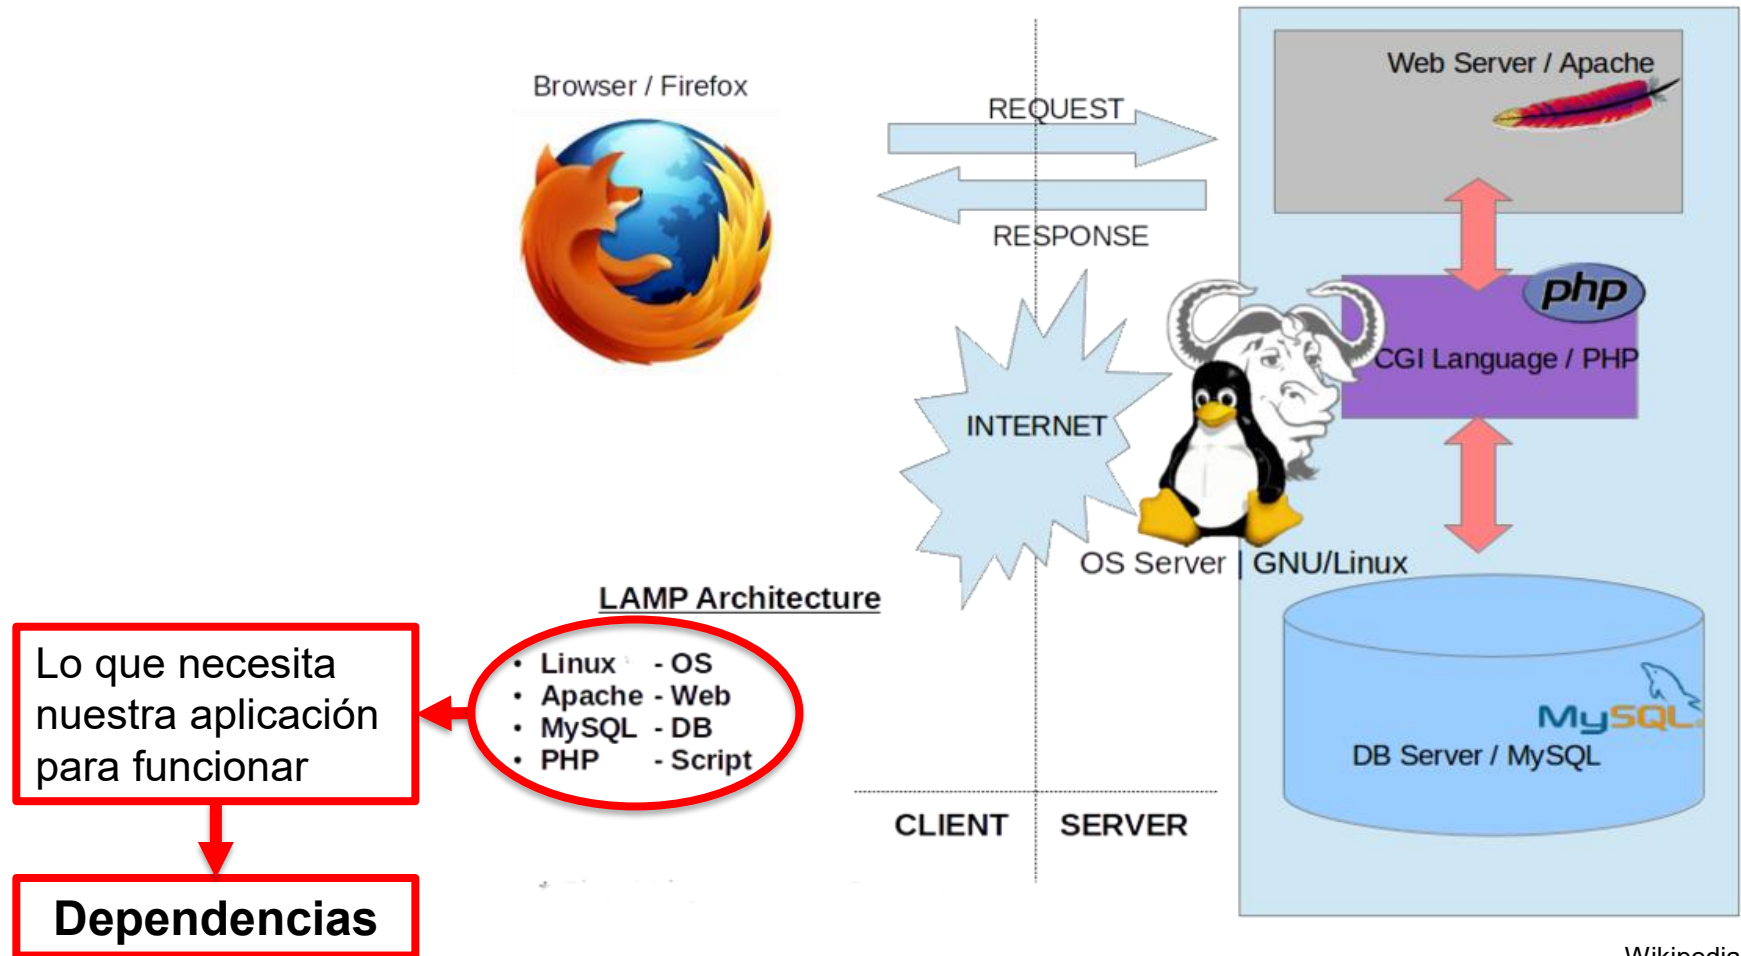 Browser / Firefox
REQUEST
RESPONSE
Web Server / Apache
php
CGI Language / PHP
INTERNET
OS Server | GNU/Linux
MySQL
DB Server / MySQL
LAMP Architecture
• Linux - OS
• Apache - Web
• MySQL - DB
• PHP - Script
Lo que necesita
nuestra aplicación
para funcionar
Dependencias
CLIENT
SERVER
Wikipedia